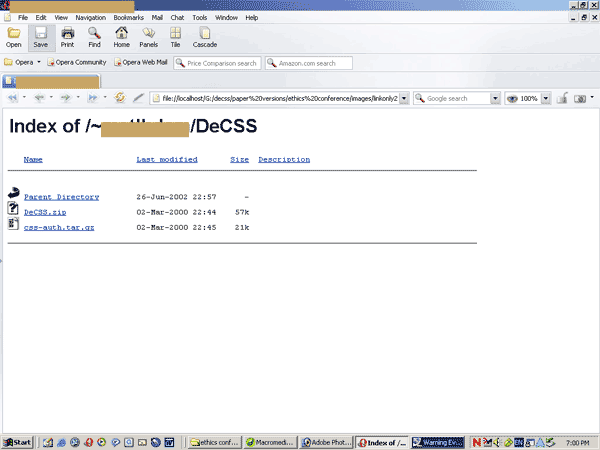 File Edit View Navigation Bookmarks Mail Chat Tools Window Help
Open Save Print Find Home Panels Tile Cascade
Opera Opera Community Opera Web Mail Price Comparison search Amazon.com search
file://localhost/G:/decss/paper%20versions/ethics%20conference/images/linkonly2 Google search 100%
Index of /~ /DeCSS
Name Last modified Size Description
Parent Directory 26-Jun-2002 22:57 -
DeCSS.zip 02-Mar-2000 22:44 57k
css-auth.tar.gz 02-Mar-2000 22:45 21k
Start ethics conf... Macromedi... Adobe Phot... Index of /... Warning Ev... EN 7:00 PM